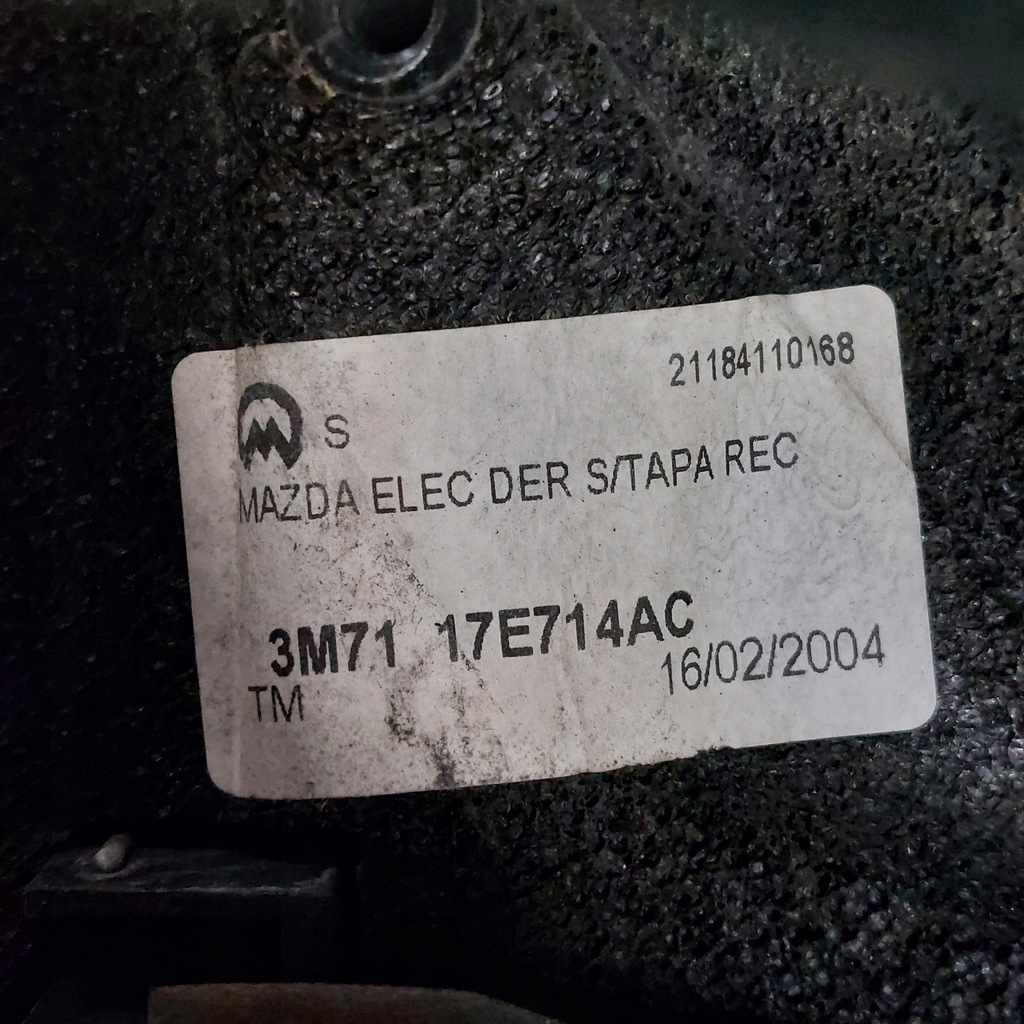 21184110168
S
MAZDA ELEC DER S/TAPA REC
3M71 17E714AC
16/02/2004
TM